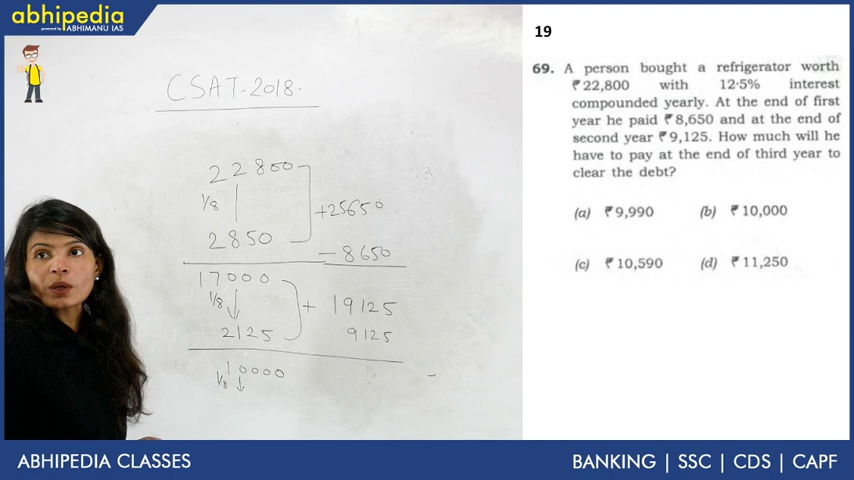 abhipedia
powered by ABHIMANU IAS
CSAT-2018.
22800
1/8
+25650
2850
- 8650
17000
1/8
+ 19125
2125
9125
10000
1/8
19
69. A person bought a refrigerator worth
₹22,800 with 12·5% interest
compounded yearly. At the end of first
year he paid ₹8,650 and at the end of
second year ₹9,125. How much will he
have to pay at the end of third year to
clear the debt?
(a) ₹9,990 (b) ₹10,000
(c) ₹10,590 (d) ₹11,250
ABHIPEDIA CLASSES
BANKING | SSC | CDS | CAPF